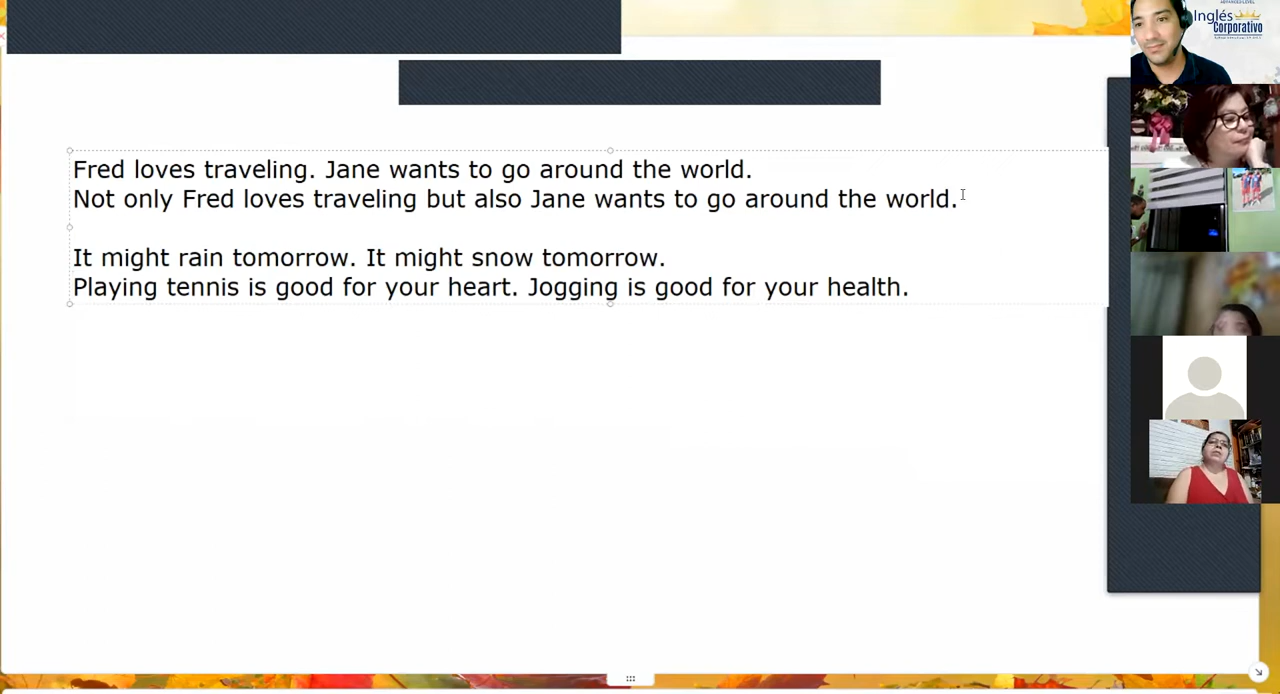 ADVANCED LEVEL
Inglés
Corporativo
Fred loves traveling. Jane wants to go around the world.
Not only Fred loves traveling but also Jane wants to go around the world.
It might rain tomorrow. It might snow tomorrow.
Playing tennis is good for your heart. Jogging is good for your health.